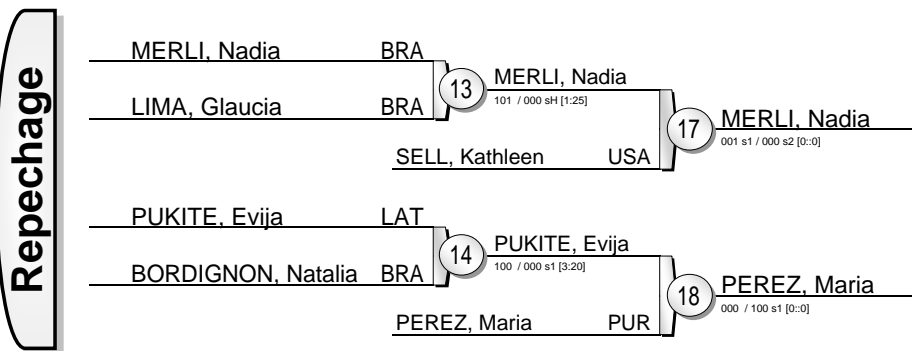 Repechage
MERLI, Nadia BRA
LIMA, Glaucia BRA
13
MERLI, Nadia
101 / 000 sH [1:25]
SELL, Kathleen USA
17
MERLI, Nadia
001 s1 / 000 s2 [0::0]
PUKITE, Evija LAT
BORDIGNON, Natalia BRA
14
PUKITE, Evija
100 / 000 s1 [3:20]
PEREZ, Maria PUR
18
PEREZ, Maria
000 / 100 s1 [0::0]